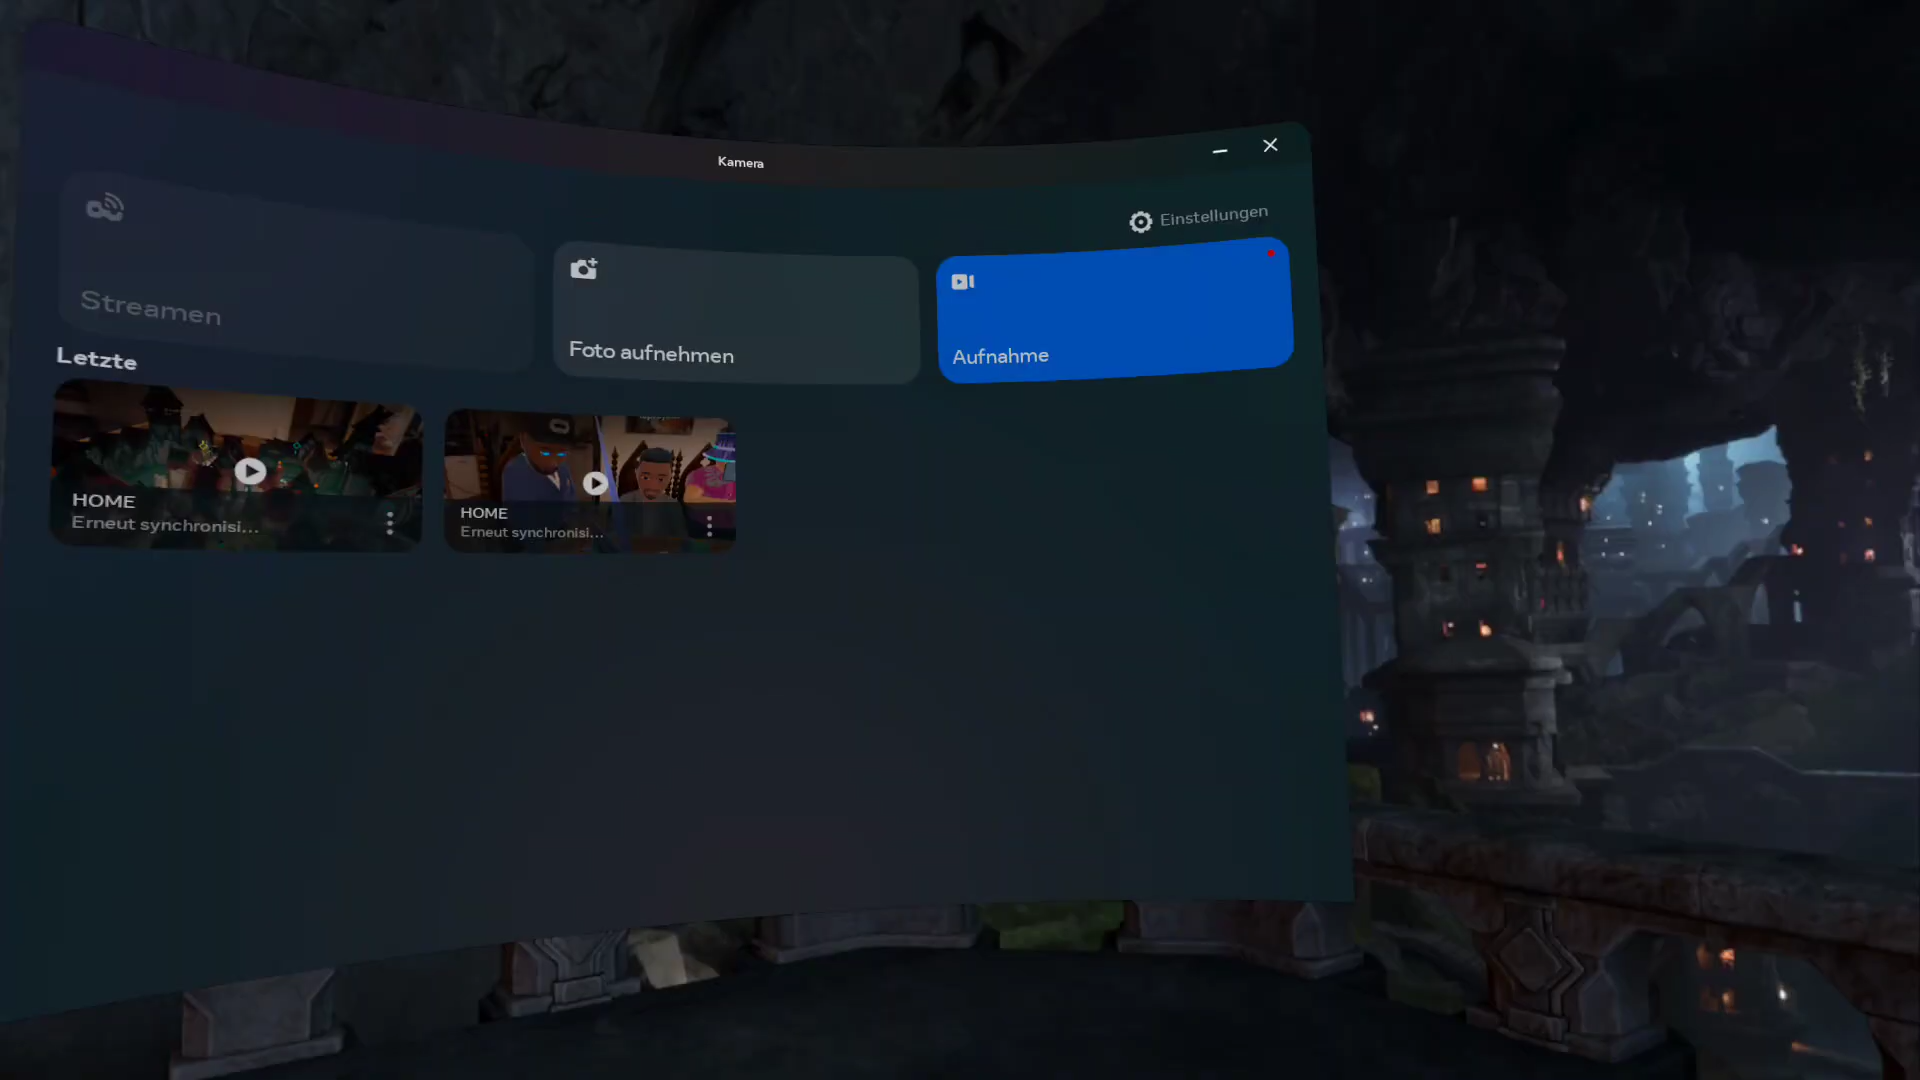 Kamera
Einstellungen
Streamen
Foto aufnehmen
Aufnahme
Letzte
HOME
Erneut synchronisi...
HOME
Erneut synchronisi...